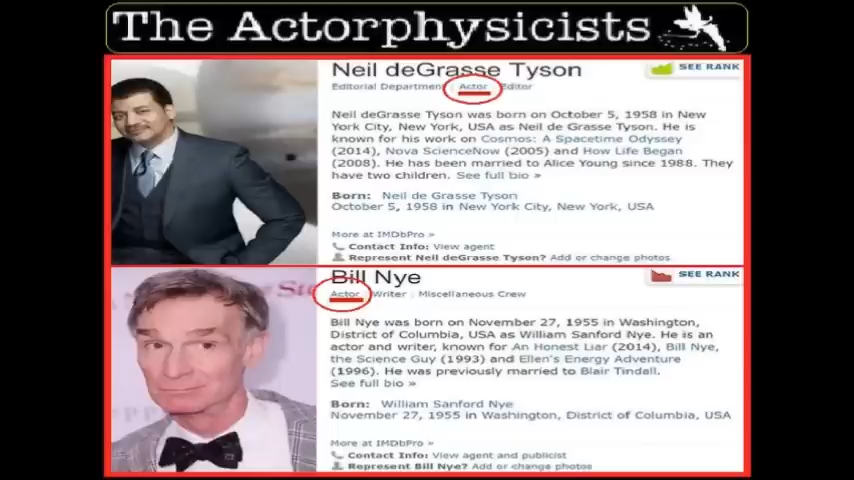 The Actorphysicists
Neil deGrasse Tyson
SEE RANK
Editorial Department | Actor | Editor
Neil deGrasse Tyson was born on October 5, 1958 in New
York City, New York, USA as Neil de Grasse Tyson. He is
known for his work on Cosmos: A Spacetime Odyssey
(2014), Nova ScienceNow (2005) and How Life Began
(2008). He has been married to Alice Young since 1988. They
have two children. See full bio »
Born: Neil de Grasse Tyson
October 5, 1958 in New York City, New York, USA
More at IMDbPro »
Contact Info: View agent
Represent Neil deGrasse Tyson? Add or change photos
Bill Nye
SEE RANK
Actor | Writer | Miscellaneous Crew
Bill Nye was born on November 27, 1955 in Washington,
District of Columbia, USA as William Sanford Nye. He is an
actor and writer, known for An Honest Liar (2014), Bill Nye,
the Science Guy (1993) and Ellen's Energy Adventure
(1996). He was previously married to Blair Tindall.
See full bio »
Born: William Sanford Nye
November 27, 1955 in Washington, District of Columbia, USA
More at IMDbPro »
Contact Info: View agent and publicist
Represent Bill Nye? Add or change photos